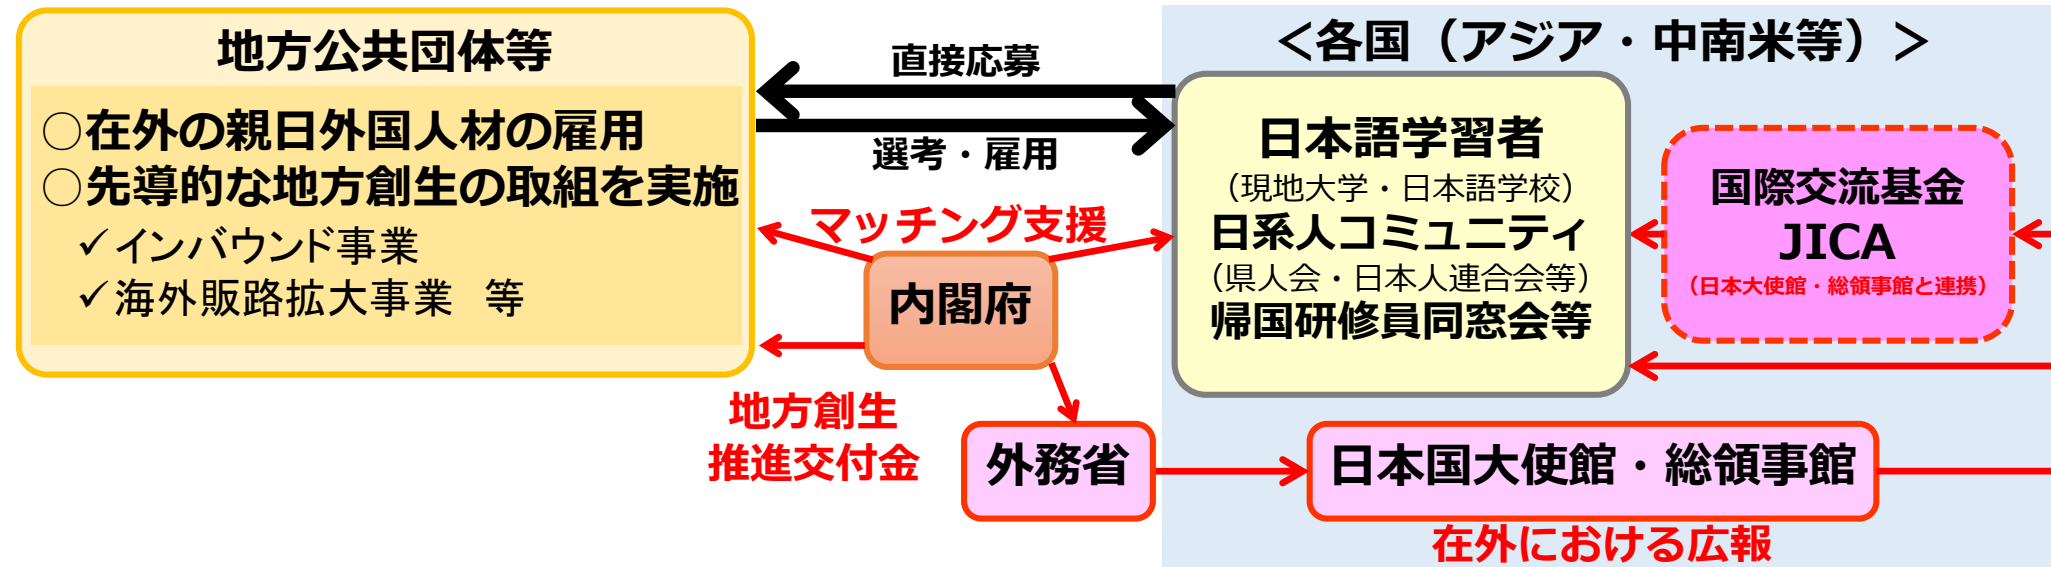 地方公共団体等
○在外の親日外国人材の雇用
○先導的な地方創生の取組を実施
✓インバウンド事業
✓海外販路拡大事業　等
直接応募
選考・雇用
マッチング支援
内閣府
地方創生
推進交付金
外務省
＜各国（アジア・中南米等）＞
日本語学習者
（現地大学・日本語学校）
日系人コミュニティ
（県人会・日本人連合会等）
帰国研修員同窓会等
国際交流基金
JICA
（日本大使館・総領事館と連携）
日本国大使館・総領事館
在外における広報